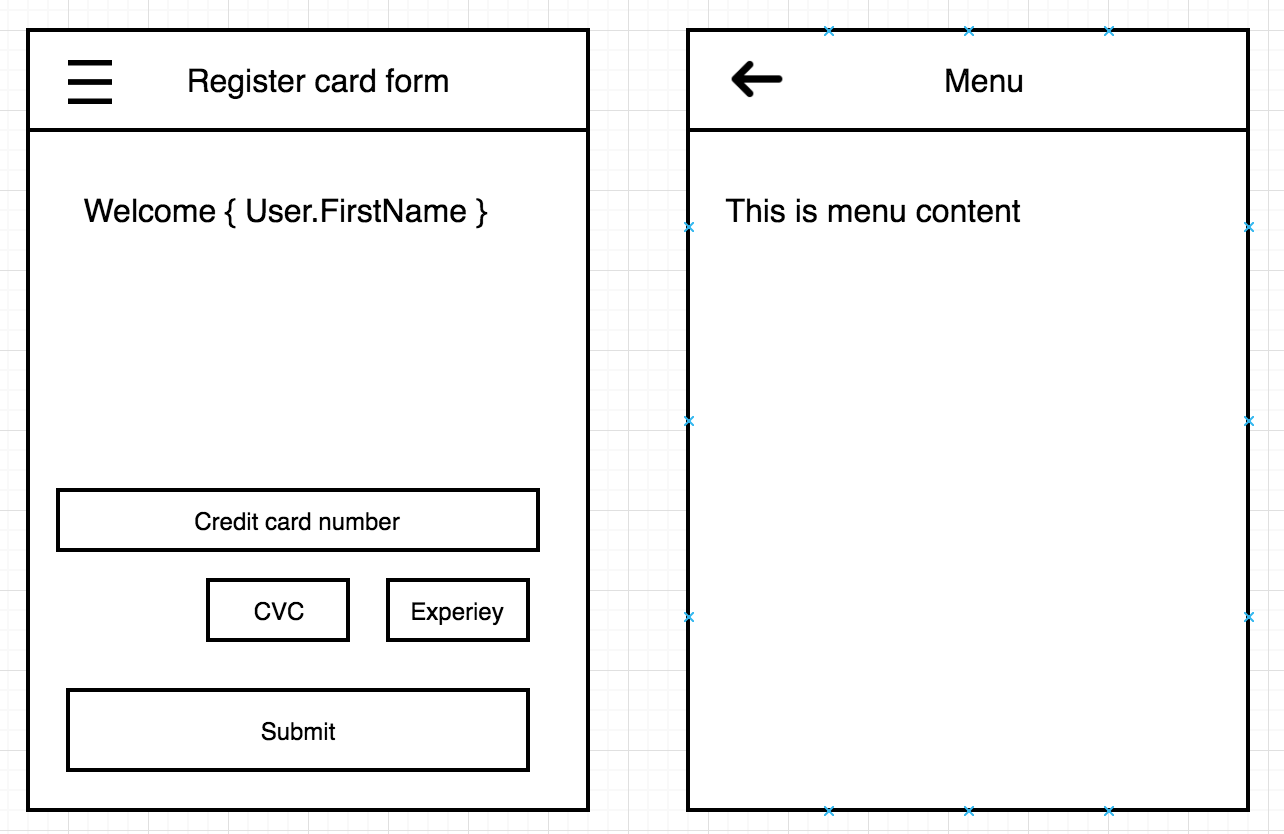 Register card form
Welcome { User.FirstName }
Credit card number
CVC
Experiey
Submit
Menu
This is menu content